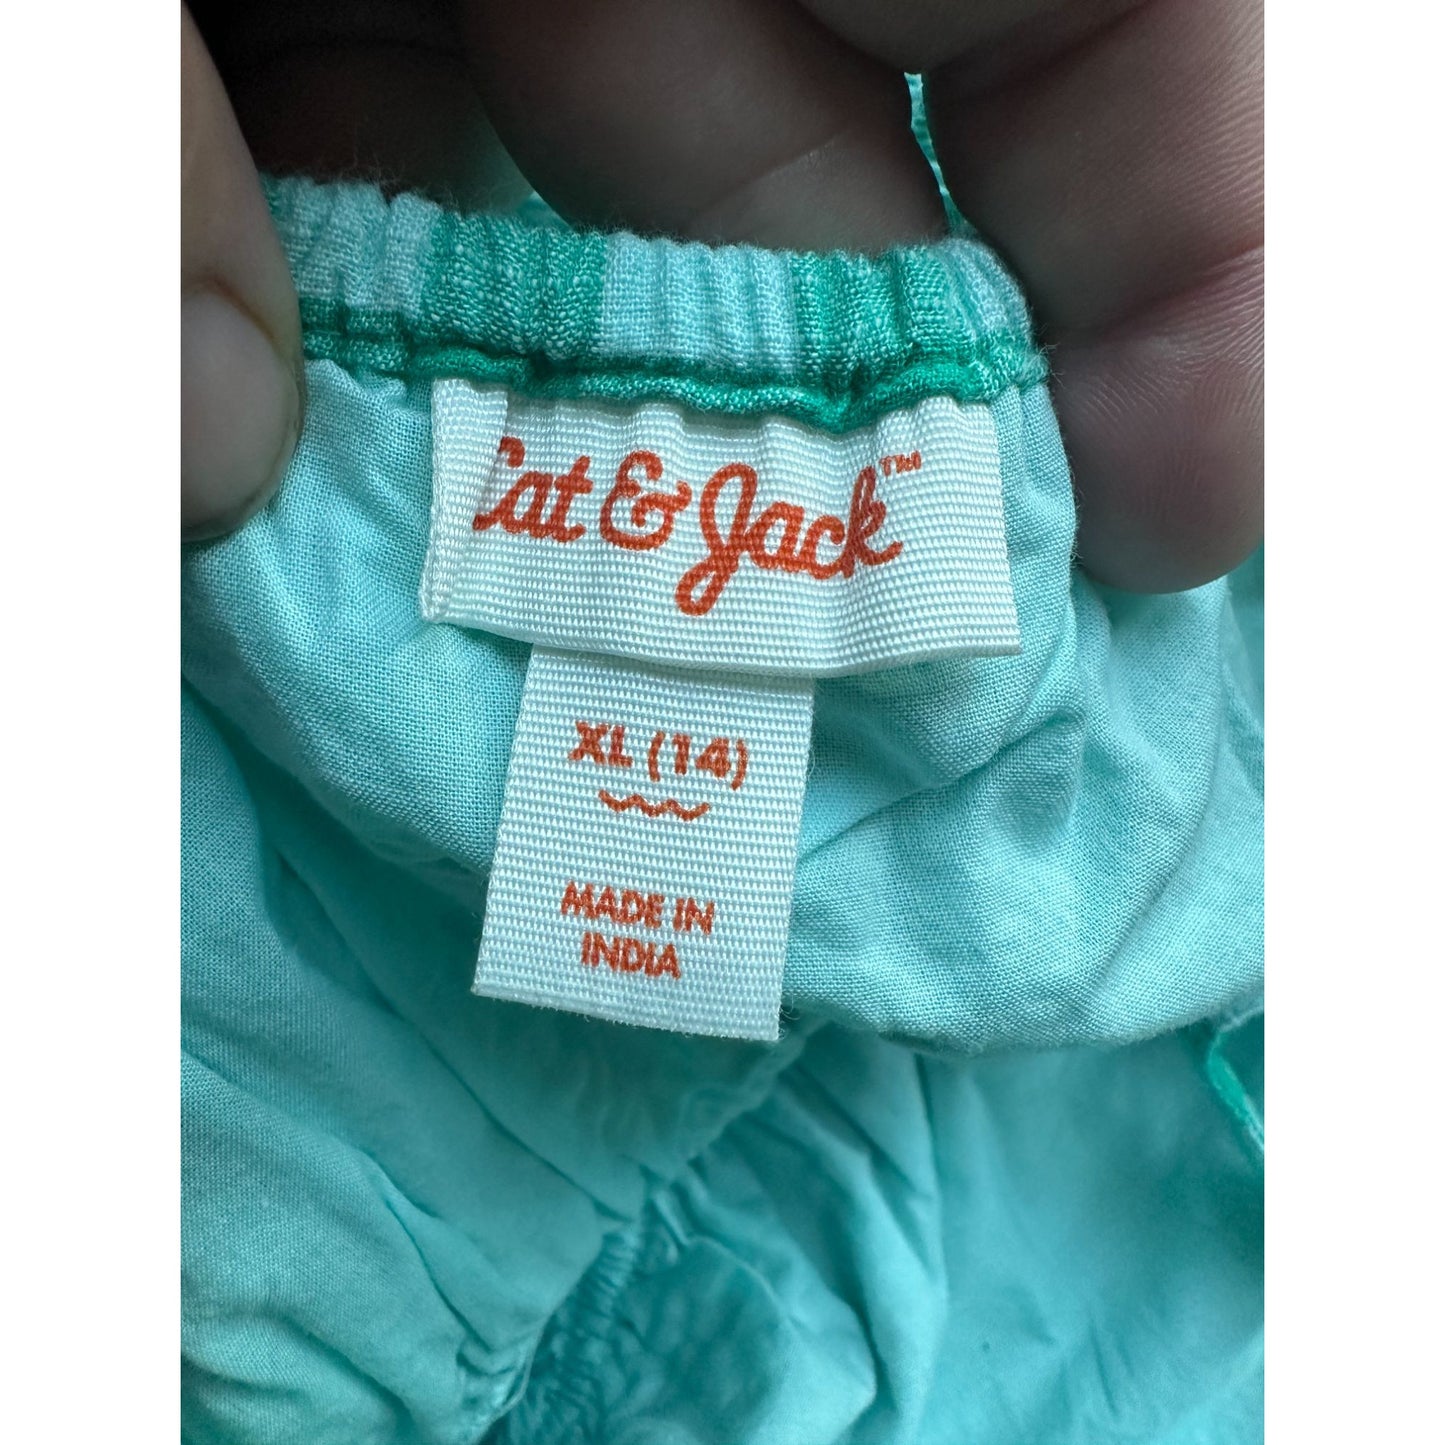 Cat & Jack™
XL (14)
MADE IN
INDIA